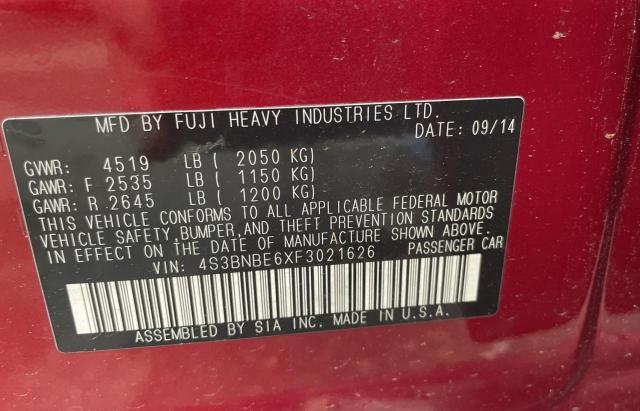 MFD BY FUJI HEAVY INDUSTRIES LTD.
DATE: 09/14
GVWR: 4519 LB ( 2050 KG)
GAWR: F 2535 LB ( 1150 KG)
GAWR: R 2645 LB ( 1200 KG)
THIS VEHICLE CONFORMS TO ALL APPLICABLE FEDERAL MOTOR
VEHICLE SAFETY, BUMPER, AND THEFT PREVENTION STANDARDS
IN EFFECT ON THE DATE OF MANUFACTURE SHOWN ABOVE.
VIN: 4S3BNBE6XF3021626 PASSENGER CAR
ASSEMBLED BY SIA INC. MADE IN U.S.A.